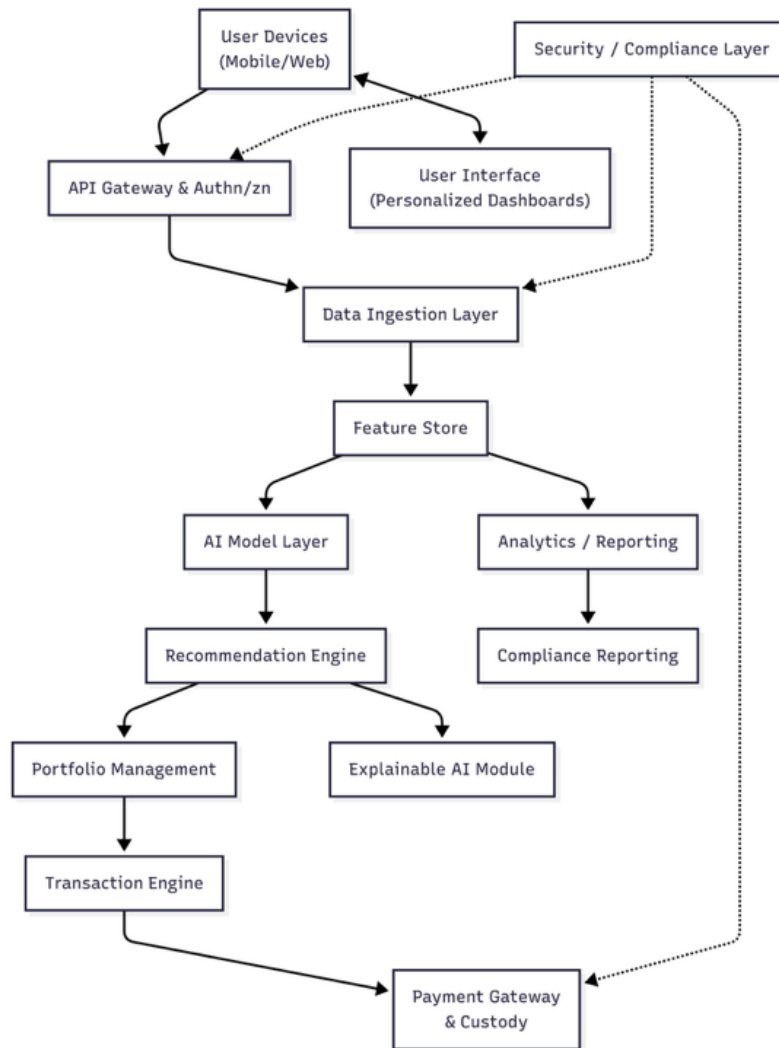 User Devices
(Mobile/Web)
Security / Compliance Layer
API Gateway & Authn/zn
User Interface
(Personalized Dashboards)
Data Ingestion Layer
Feature Store
AI Model Layer
Analytics / Reporting
Recommendation Engine
Compliance Reporting
Portfolio Management
Explainable AI Module
Transaction Engine
Payment Gateway
& Custody